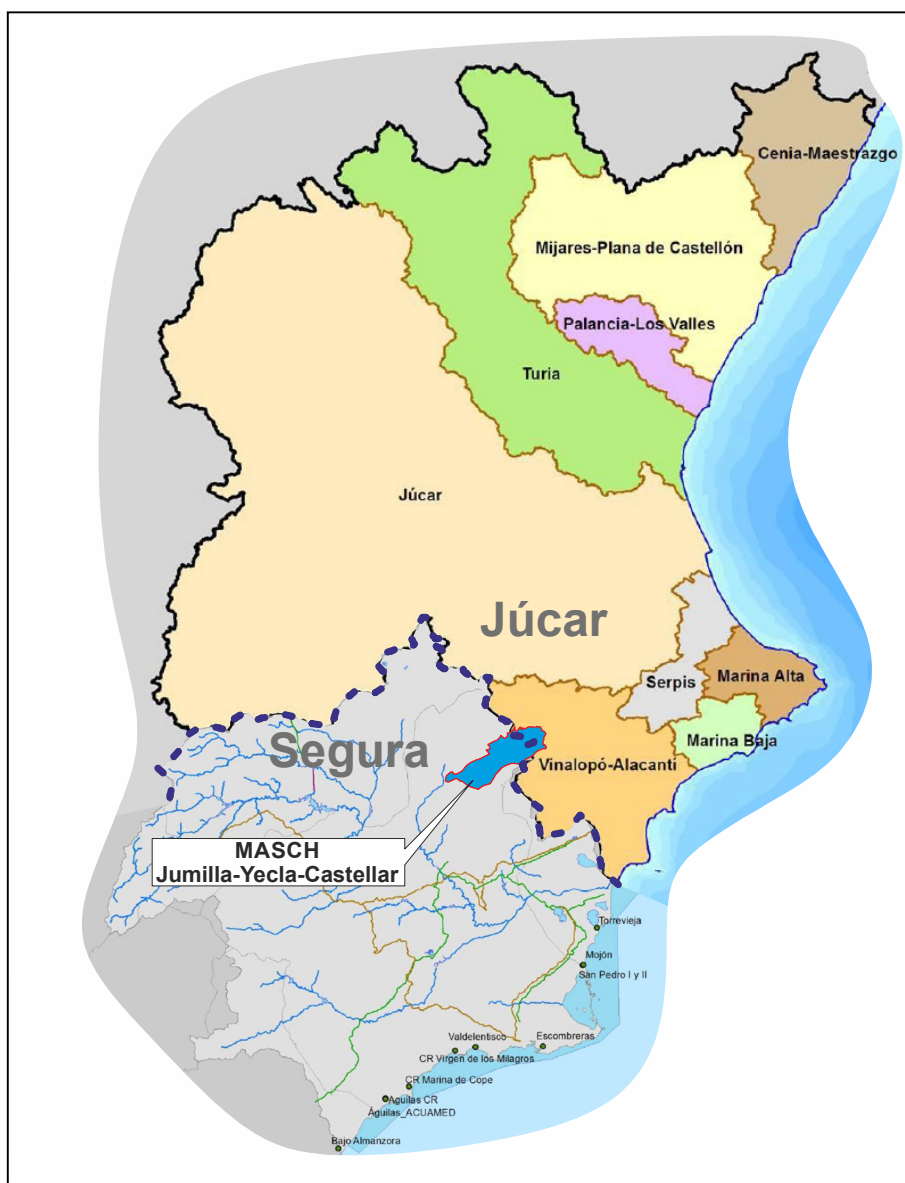 Cenia-Maestrazgo
Mijares-Plana de Castellón
Palancia-Los Valles
Turia
Júcar
Júcar
Serpis
Marina Alta
Marina Baja
Segura
Vinalopó-Alacantí
MASCH
Jumilla-Yecla-Castellar
Torrevieja
Mojón
San Pedro I y II
Valdelentisco
Escombreras
CR Virgen de los Milagros
CR Marina de Cope
Aguilas CR
Águilas_ACUAMED
Bajo Almanzora